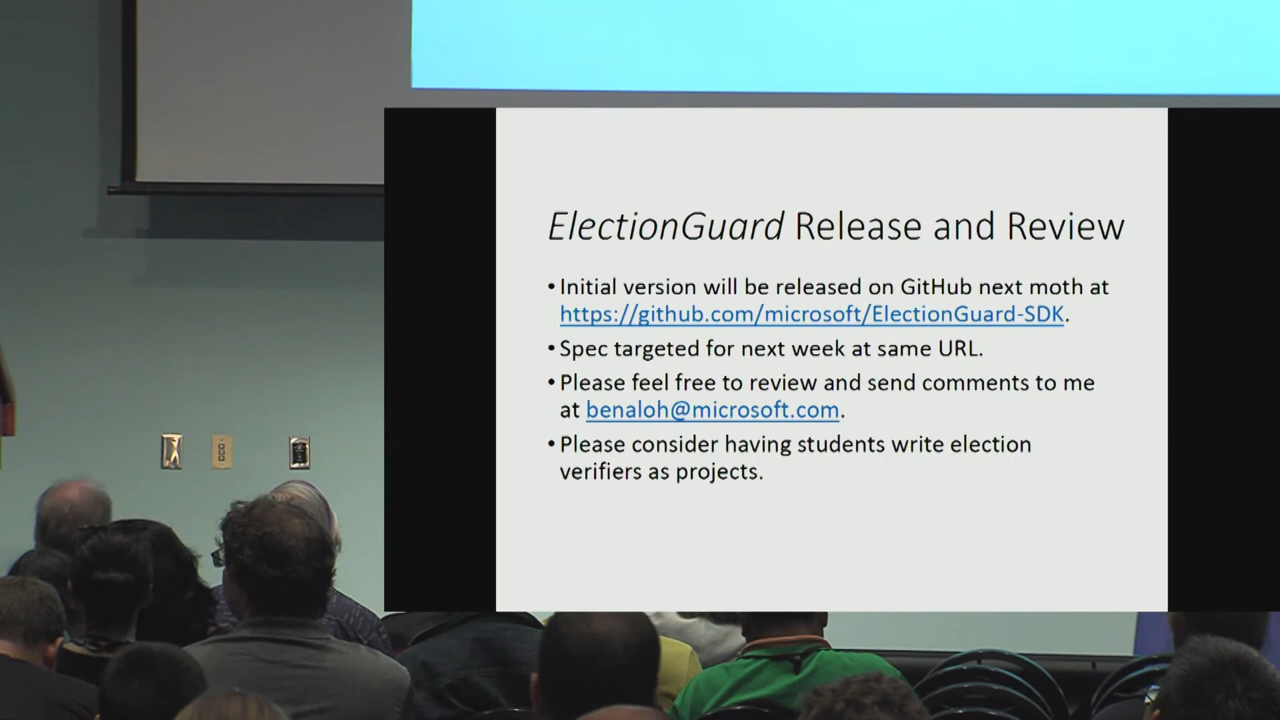 ElectionGuard Release and Review
• Initial version will be released on GitHub next moth at
https://github.com/microsoft/ElectionGuard-SDK.
• Spec targeted for next week at same URL.
• Please feel free to review and send comments to me
at benaloh@microsoft.com.
• Please consider having students write election
verifiers as projects.